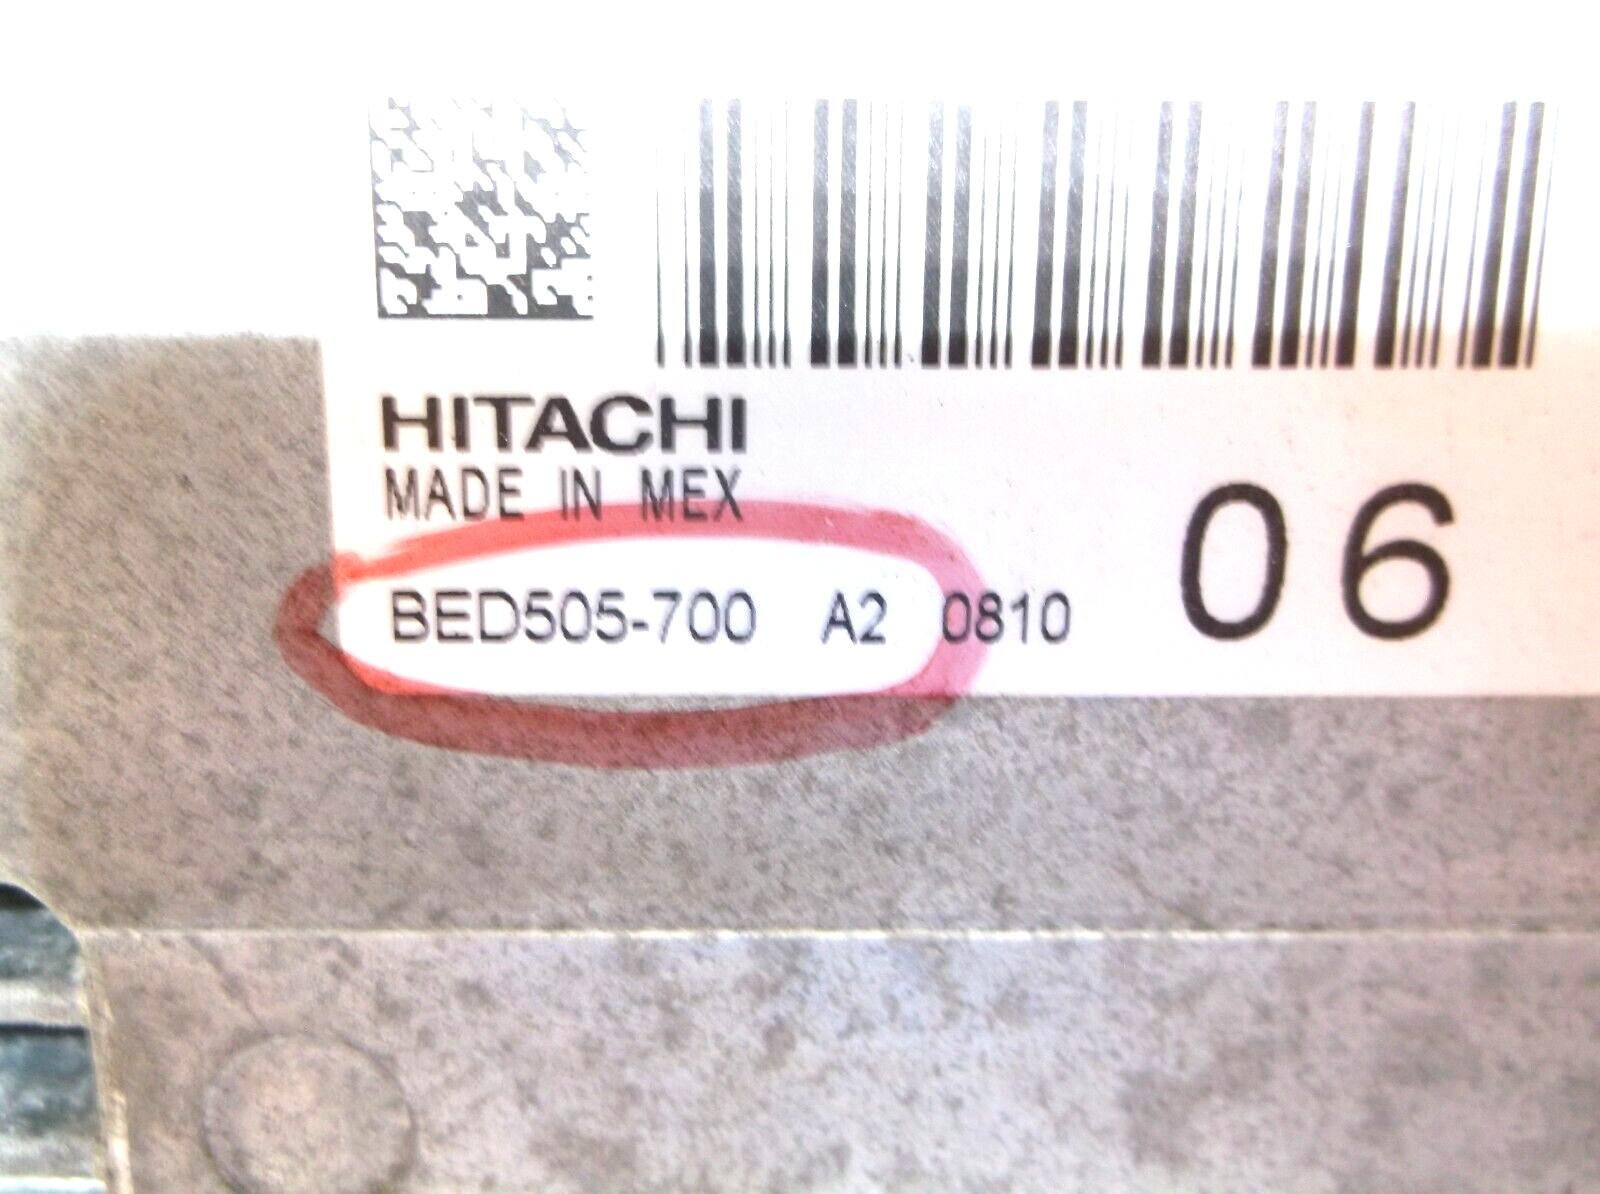 HITACHI
MADE IN MEX
BED505-700 A2 0810
06